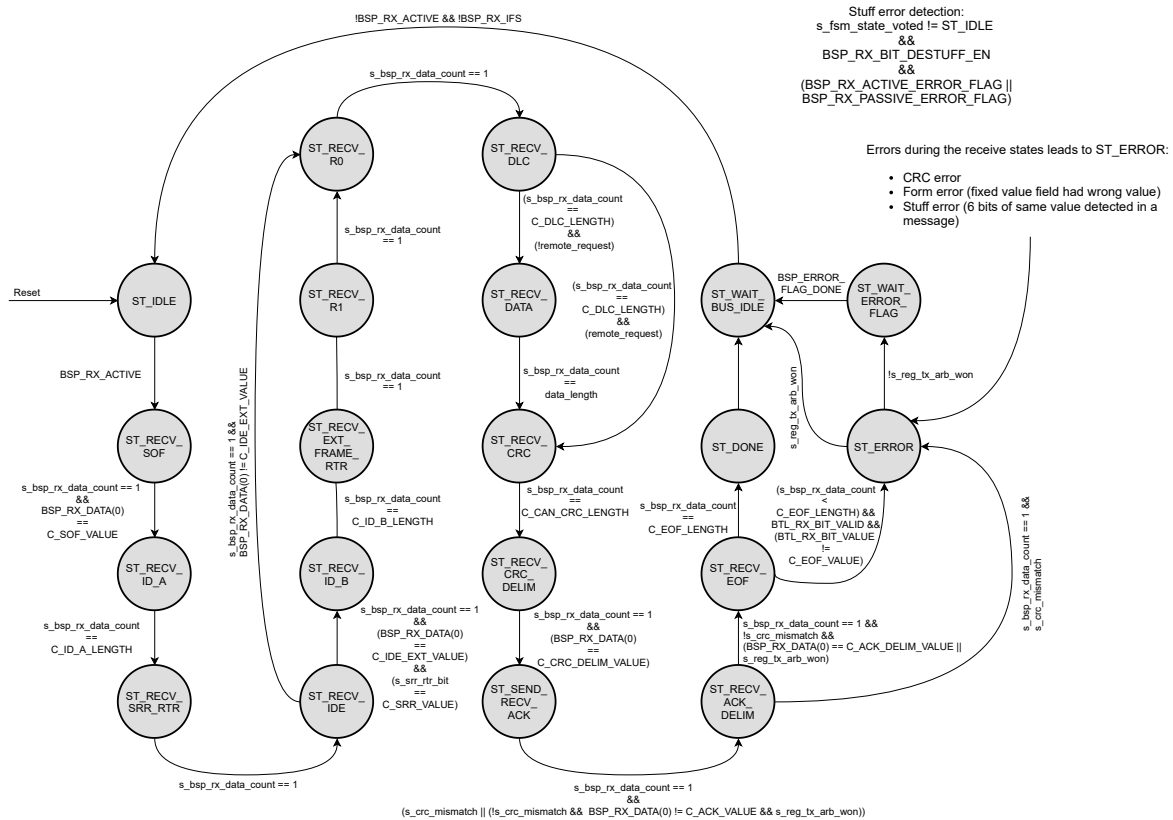 !BSP_RX_ACTIVE && !BSP_RX_IFS
Stuff error detection:
s_fsm_state_voted != ST_IDLE
&&
BSP_RX_BIT_DESTUFF_EN
&&
(BSP_RX_ACTIVE_ERROR_FLAG ||
BSP_RX_PASSIVE_ERROR_FLAG)
Errors during the receive states leads to ST_ERROR:
• CRC error
• Form error (fixed value field had wrong value)
• Stuff error (6 bits of same value detected in a
message)
Reset
ST_IDLE
BSP_RX_ACTIVE
ST_RECV_
SOF
s_bsp_rx_data_count == 1
&&
BSP_RX_DATA(0)
==
C_SOF_VALUE
ST_RECV_
ID_A
s_bsp_rx_data_count
==
C_ID_A_LENGTH
ST_RECV_
SRR_RTR
s_bsp_rx_data_count == 1
s_bsp_rx_data_count == 1 &&
BSP_RX_DATA(0) != C_IDE_EXT_VALUE
s_bsp_rx_data_count == 1
ST_RECV_
R0
s_bsp_rx_data_count
== 1
ST_RECV_
R1
s_bsp_rx_data_count
== 1
ST_RECV_
EXT_
FRAME_
RTR
s_bsp_rx_data_count
==
C_ID_B_LENGTH
ST_RECV_
ID_B
s_bsp_rx_data_count == 1
&&
(BSP_RX_DATA(0)
==
C_IDE_EXT_VALUE)
&&
(s_srr_rtr_bit
==
C_SRR_VALUE)
ST_RECV_
IDE
ST_RECV_
DLC
(s_bsp_rx_data_count
==
C_DLC_LENGTH)
&&
(!remote_request)
(s_bsp_rx_data_count
==
C_DLC_LENGTH)
&&
(remote_request)
ST_RECV_
DATA
s_bsp_rx_data_count
==
data_length
ST_RECV_
CRC
s_bsp_rx_data_count
==
C_CAN_CRC_LENGTH
ST_RECV_
CRC_
DELIM
s_bsp_rx_data_count == 1
&&
(BSP_RX_DATA(0)
==
C_CRC_DELIM_VALUE)
ST_SEND_
RECV_
ACK
s_bsp_rx_data_count == 1
&&
(s_crc_mismatch || (!s_crc_mismatch && BSP_RX_DATA(0) != C_ACK_VALUE && s_reg_tx_arb_won))
ST_WAIT_
BUS_IDLE
BSP_ERROR_
FLAG_DONE
ST_WAIT_
ERROR_
FLAG
s_reg_tx_arb_won
!s_reg_tx_arb_won
ST_DONE
ST_ERROR
s_bsp_rx_data_count
==
C_EOF_LENGTH
(s_bsp_rx_data_count
<
C_EOF_LENGTH) &&
BTL_RX_BIT_VALID &&
(BTL_RX_BIT_VALUE
!=
C_EOF_VALUE)
ST_RECV_
EOF
s_bsp_rx_data_count == 1 &&
!s_crc_mismatch &&
(BSP_RX_DATA(0) == C_ACK_DELIM_VALUE ||
s_reg_tx_arb_won)
ST_RECV_
ACK_
DELIM
s_bsp_rx_data_count == 1 &&
s_crc_mismatch